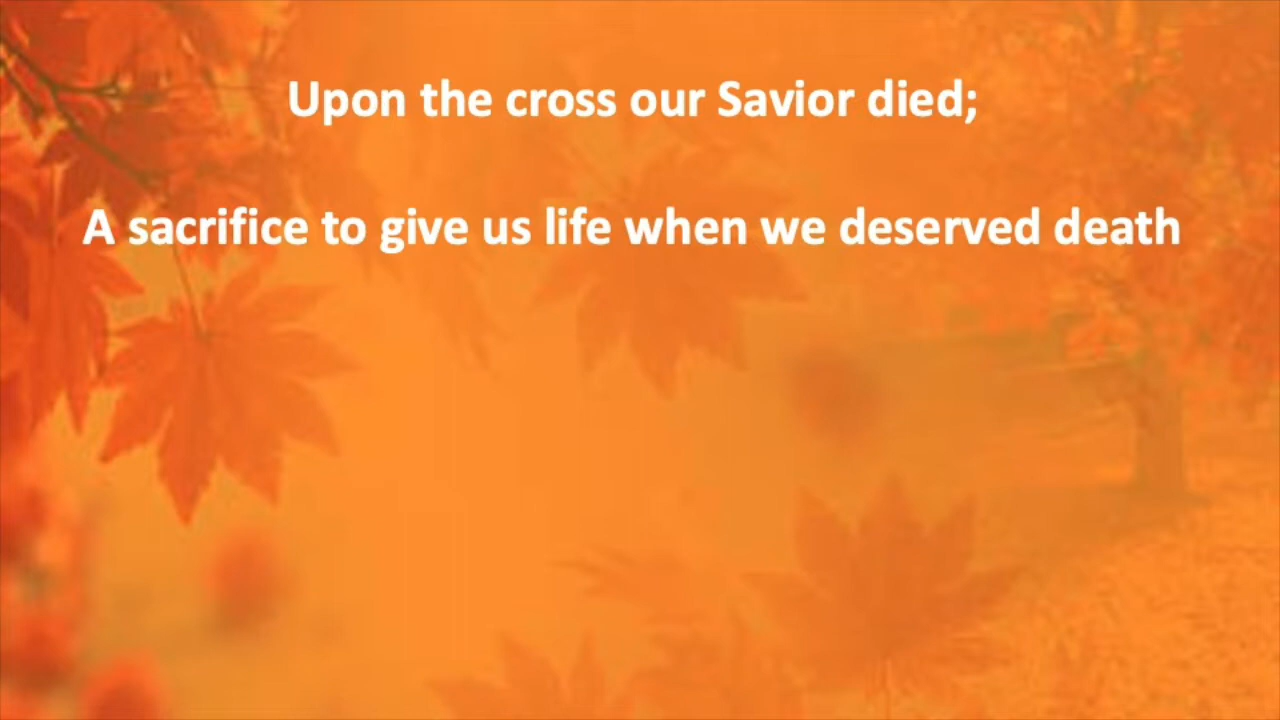 Upon the cross our Savior died;
A sacrifice to give us life when we deserved death